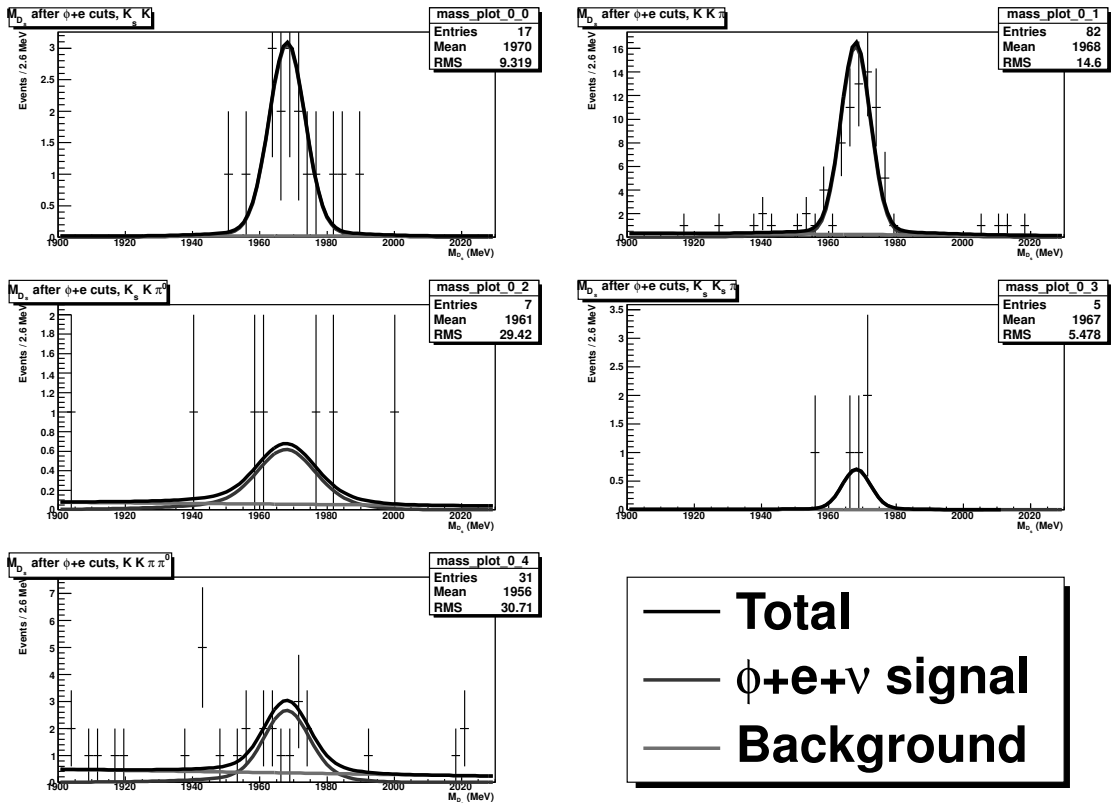 M_Ds after ϕ+e cuts, K_s K
mass_plot_0_0
Entries 17
Mean 1970
RMS 9.319
Events / 2.6 MeV
3
2.5
2
1.5
1
0.5
0
1900 1920 1940 1960 1980 2000 2020
M_Ds (MeV)
M_Ds after ϕ+e cuts, K K π
mass_plot_0_1
Entries 82
Mean 1968
RMS 14.6
Events / 2.6 MeV
16
14
12
10
8
6
4
2
0
1900 1920 1940 1960 1980 2000 2020
M_Ds (MeV)
M_Ds after ϕ+e cuts, K_s K π⁰
mass_plot_0_2
Entries 7
Mean 1961
RMS 29.42
Events / 2.6 MeV
2
1.8
1.6
1.4
1.2
1
0.8
0.6
0.4
0.2
0
1900 1920 1940 1960 1980 2000 2020
M_Ds (MeV)
M_Ds after ϕ+e cuts, K_s K_s π
mass_plot_0_3
Entries 5
Mean 1967
RMS 5.478
Events / 2.6 MeV
3.5
3
2.5
2
1.5
1
0.5
0
1900 1920 1940 1960 1980 2000 2020
M_Ds (MeV)
M_Ds after ϕ+e cuts, K K π π⁰
mass_plot_0_4
Entries 31
Mean 1956
RMS 30.71
Events / 2.6 MeV
7
6
5
4
3
2
1
0
1900 1920 1940 1960 1980 2000 2020
M_Ds (MeV)
Total
ϕ+e+ν signal
Background